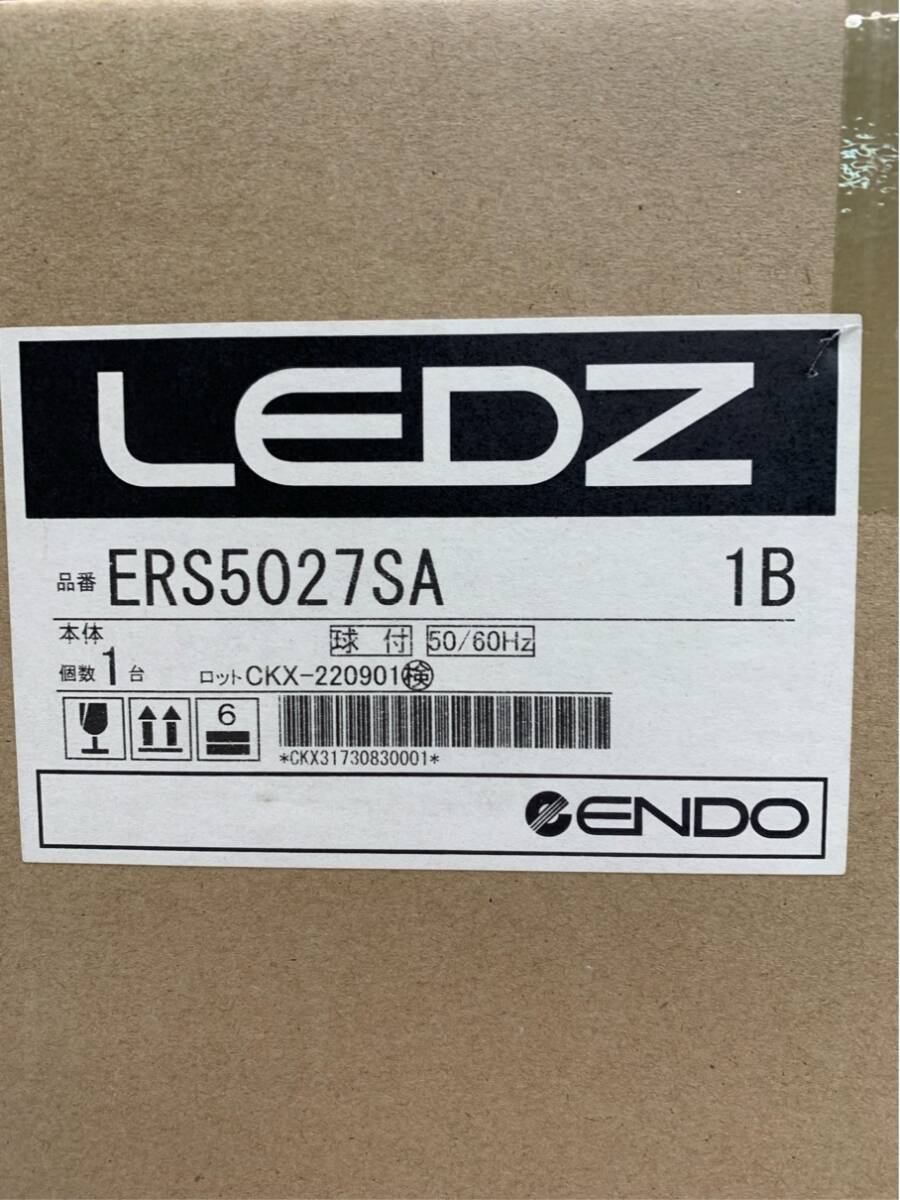 LEDZ
品番 ERS5027SA 1B
本体 球付 50/60Hz
個数 1 台 ロット CKX-220901 検
6
*CKX31730830001*
ENDO